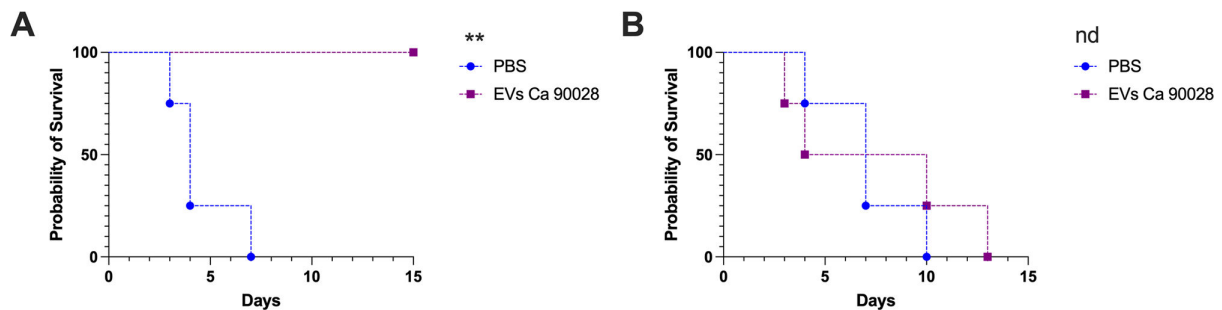 A
**
PBS
EVs Ca 90028
Probability of Survival
100
50
0
0 5 10 15
Days
B
nd
PBS
EVs Ca 90028
Probability of Survival
100
50
0
0 5 10 15
Days